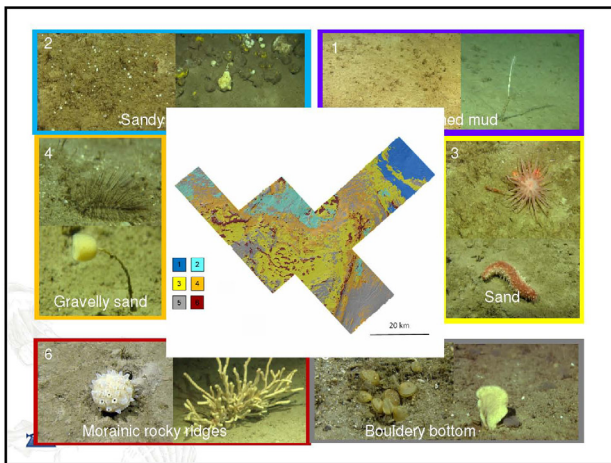 2
1
Sandy
ned mud
4
3
Gravelly sand
Sand
1 2
3 4
5 6
20 km
6
Morainic rocky ridges
Bouldery bottom